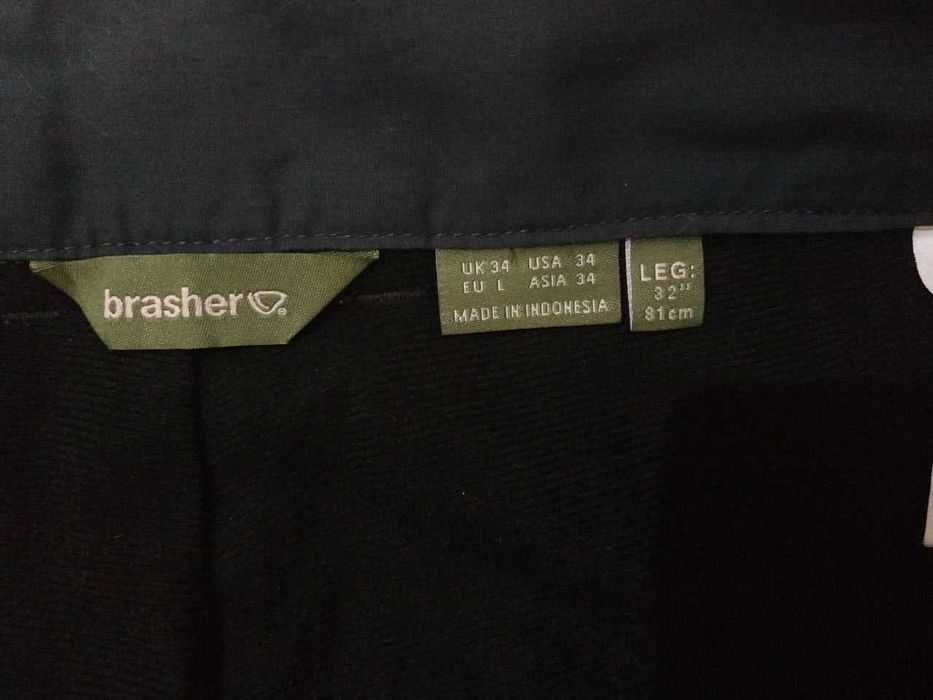 brasher
UK 34 USA 34
EU L ASIA 34
MADE IN INDONESIA
LEG:
32"
81cm